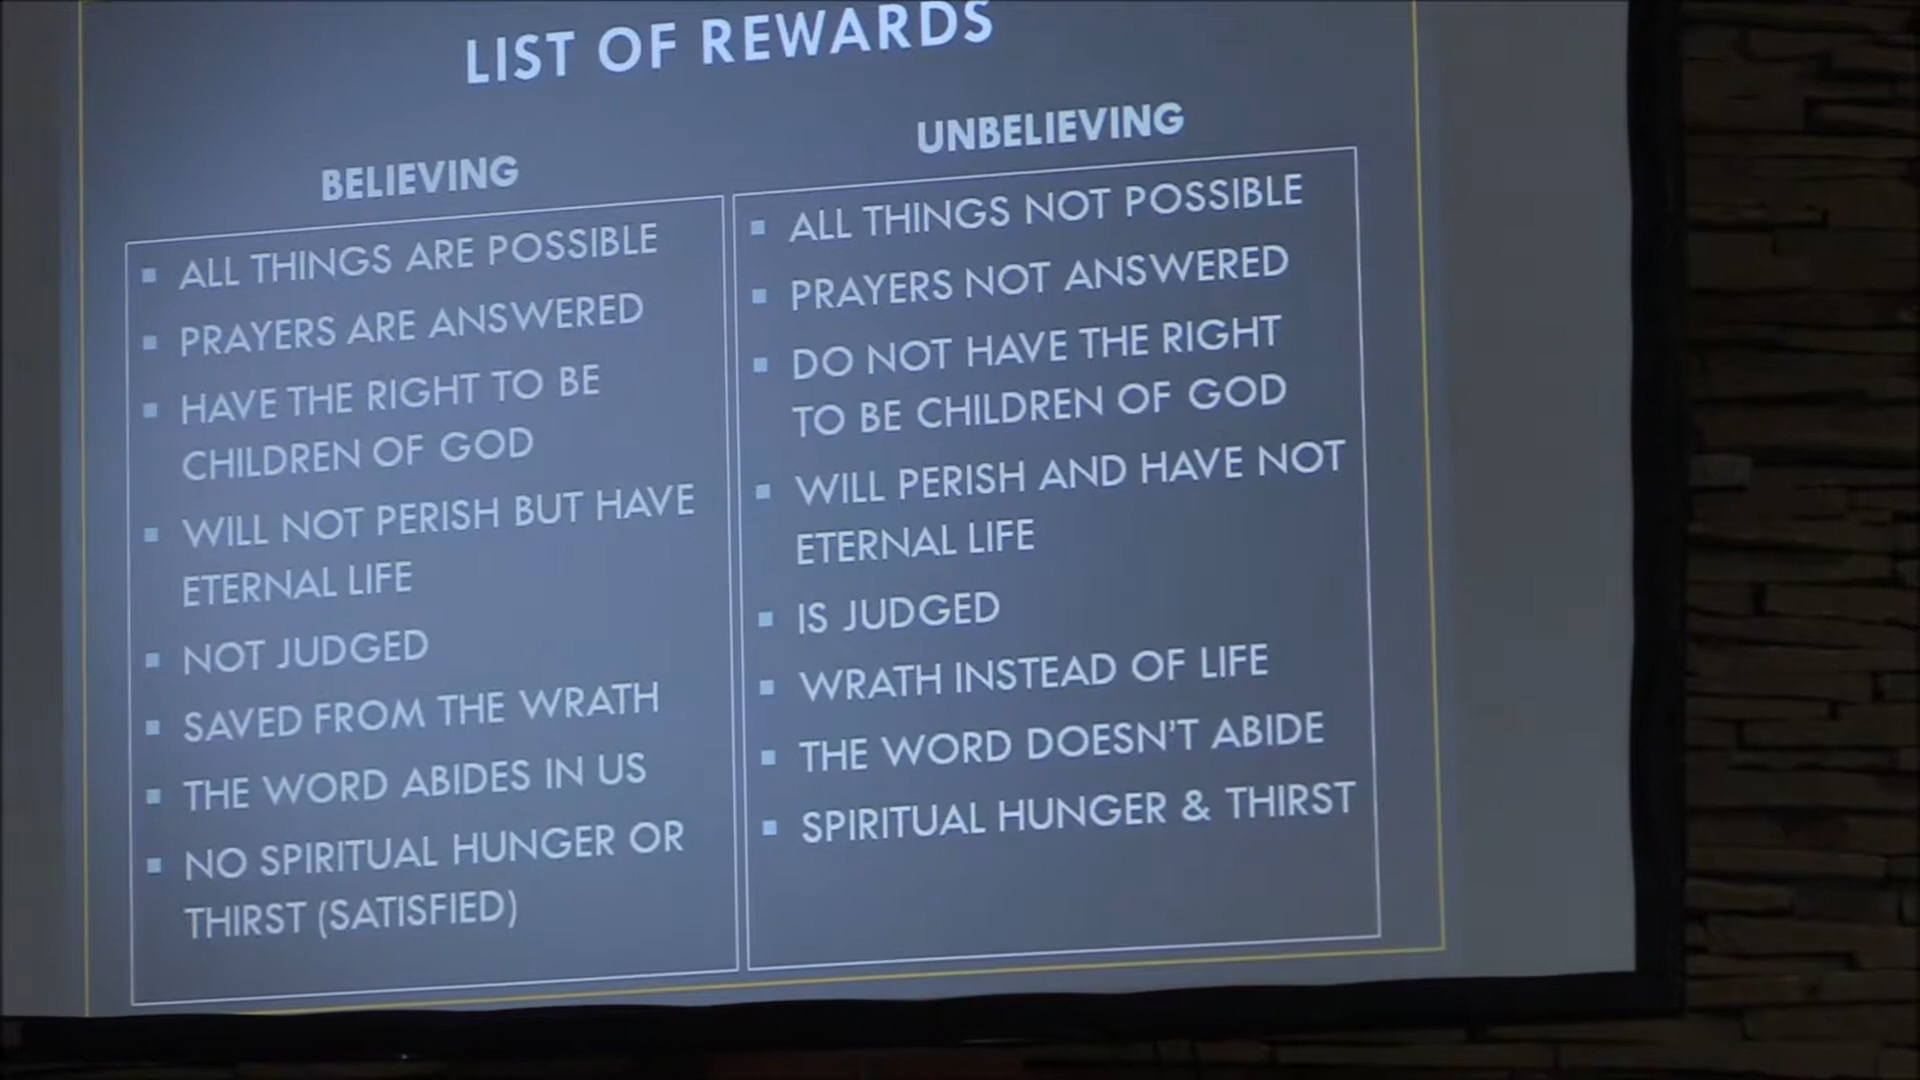 LIST OF REWARDS
BELIEVING
ALL THINGS ARE POSSIBLE
PRAYERS ARE ANSWERED
HAVE THE RIGHT TO BE
CHILDREN OF GOD
WILL NOT PERISH BUT HAVE
ETERNAL LIFE
NOT JUDGED
SAVED FROM THE WRATH
THE WORD ABIDES IN US
NO SPIRITUAL HUNGER OR
THIRST (SATISFIED)
UNBELIEVING
ALL THINGS NOT POSSIBLE
PRAYERS NOT ANSWERED
DO NOT HAVE THE RIGHT
TO BE CHILDREN OF GOD
WILL PERISH AND HAVE NOT
ETERNAL LIFE
IS JUDGED
WRATH INSTEAD OF LIFE
THE WORD DOESN'T ABIDE
SPIRITUAL HUNGER & THIRST